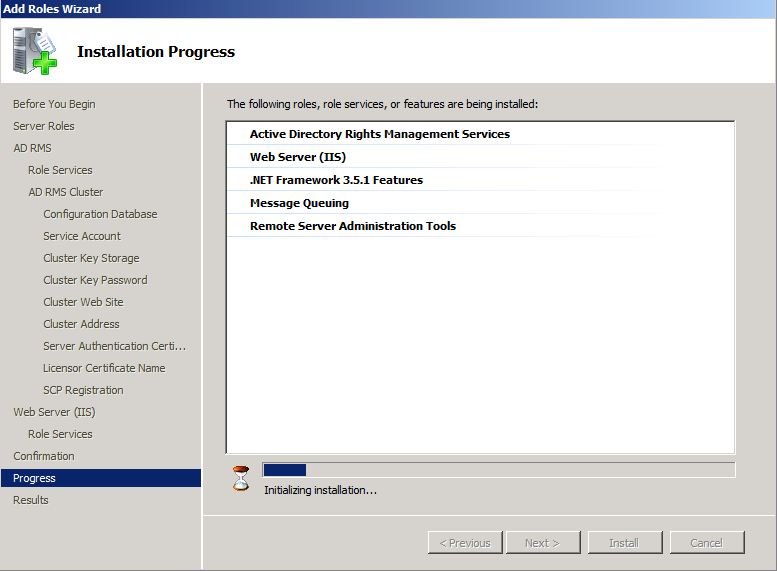 Add Roles Wizard
Installation Progress
Before You Begin
Server Roles
AD RMS
Role Services
AD RMS Cluster
Configuration Database
Service Account
Cluster Key Storage
Cluster Key Password
Cluster Web Site
Cluster Address
Server Authentication Certi...
Licensor Certificate Name
SCP Registration
Web Server (IIS)
Role Services
Confirmation
Progress
Results
The following roles, role services, or features are being installed:
Active Directory Rights Management Services
Web Server (IIS)
.NET Framework 3.5.1 Features
Message Queuing
Remote Server Administration Tools
Initializing installation...
< Previous Next > Install Cancel